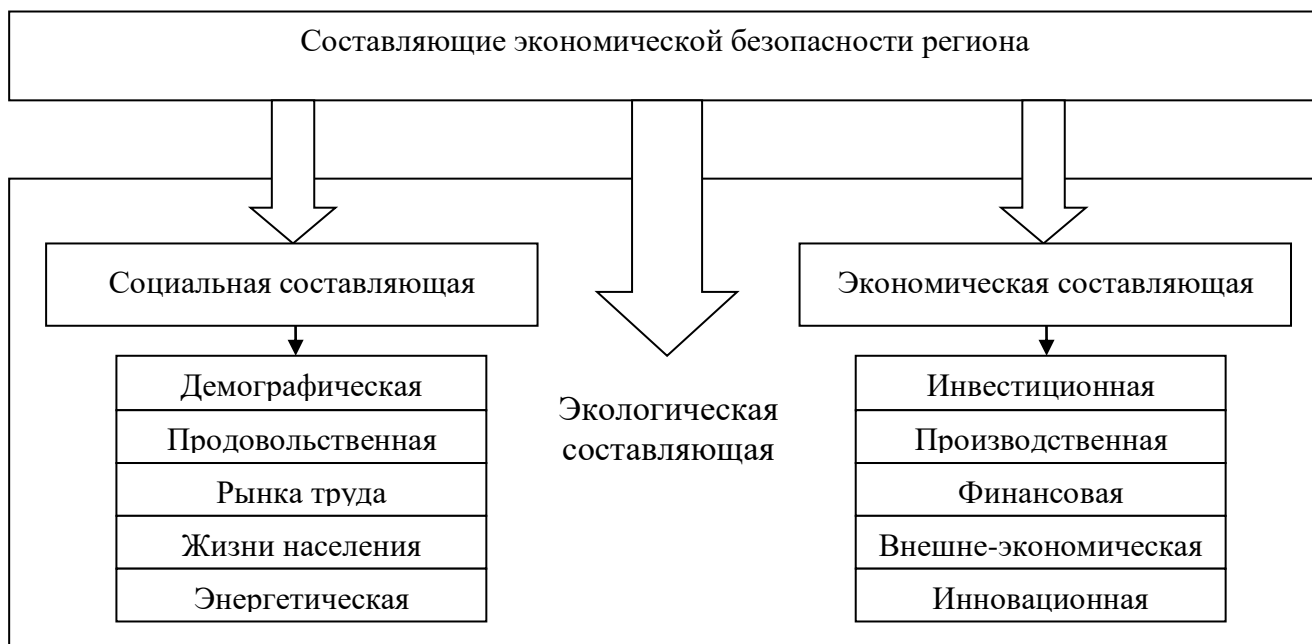 Составляющие экономической безопасности региона
Социальная составляющая
Демографическая
Продовольственная
Рынка труда
Жизни населения
Энергетическая
Экологическая
составляющая
Экономическая составляющая
Инвестиционная
Производственная
Финансовая
Внешне-экономическая
Инновационная